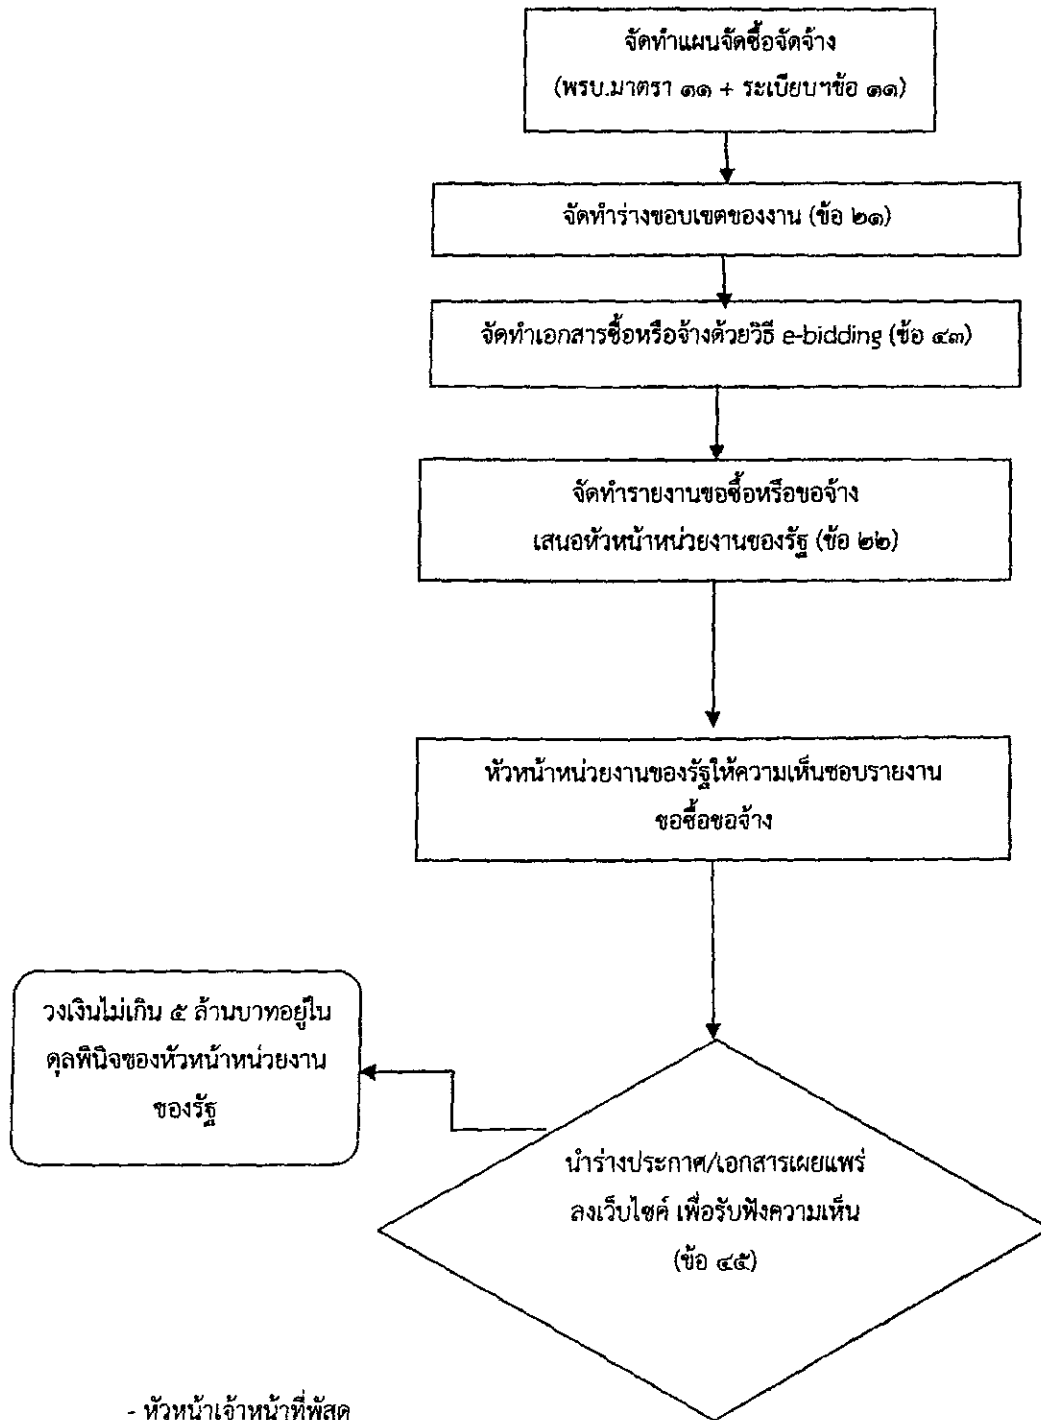 จัดทำแผนจัดซื้อจัดจ้าง
(พรบ.มาตรา ๑๑ + ระเบียบฯข้อ ๑๑)
จัดทำร่างขอบเขตของงาน (ข้อ ๒๑)
จัดทำเอกสารซื้อหรือจ้างด้วยวิธี e-bidding (ข้อ ๔๓)
จัดทำรายงานขอซื้อหรือขอจ้าง
เสนอหัวหน้าหน่วยงานของรัฐ (ข้อ ๒๒)
หัวหน้าหน่วยงานของรัฐให้ความเห็นชอบรายงาน
ขอซื้อขอจ้าง
วงเงินไม่เกิน ๕ ล้านบาทอยู่ใน
ดุลพินิจของหัวหน้าหน่วยงาน
ของรัฐ
นำร่างประกาศ/เอกสารเผยแพร่
ลงเว็บไซค์ เพื่อรับฟังความเห็น
(ข้อ ๔๕)
- หัวหน้าเจ้าหน้าที่พัสดุ